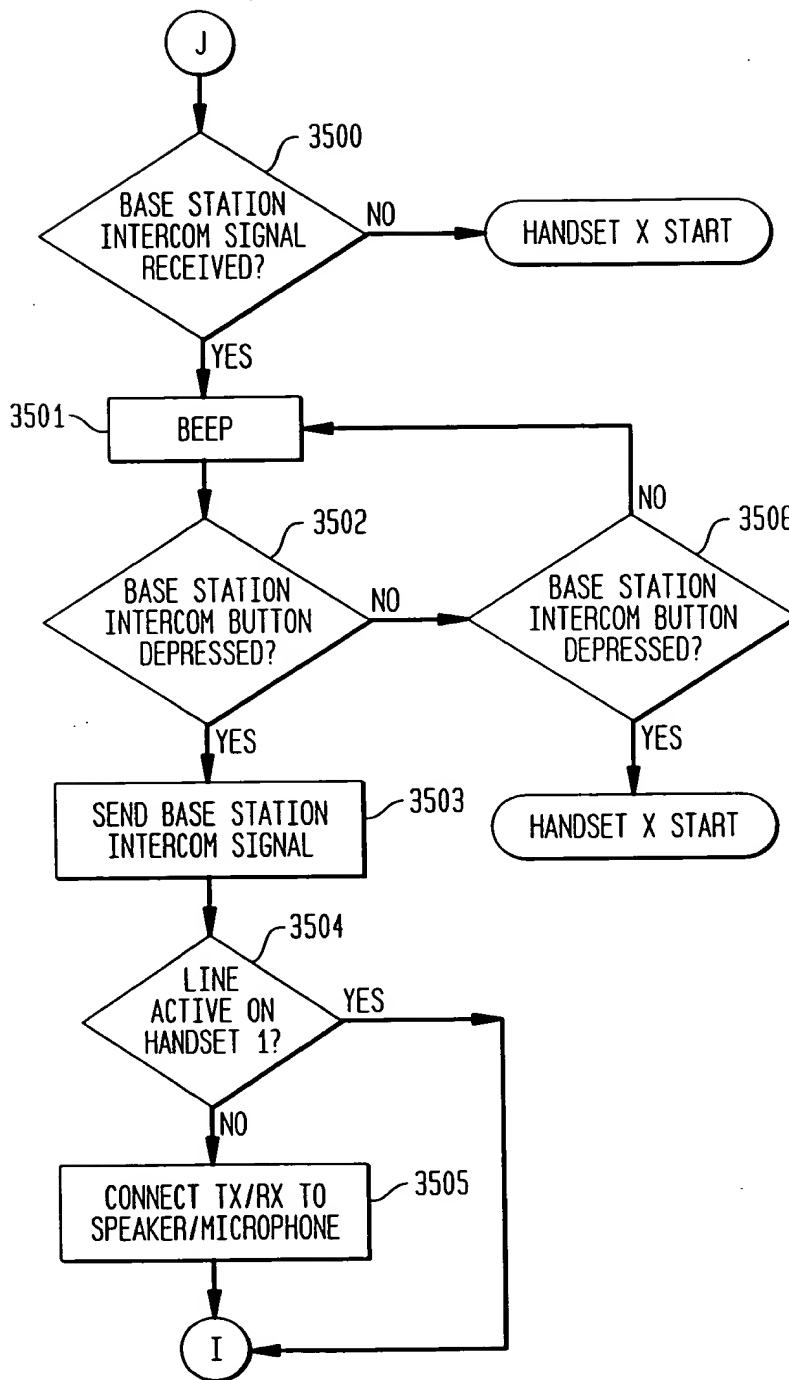 J
3500
BASE STATION
INTERCOM SIGNAL
RECEIVED?
NO
HANDSET X START
YES
3501
BEEP
NO
3502
3506
BASE STATION
INTERCOM BUTTON
DEPRESSED?
NO
BASE STATION
INTERCOM BUTTON
DEPRESSED?
YES
YES
SEND BASE STATION
INTERCOM SIGNAL
3503
HANDSET X START
3504
LINE
ACTIVE ON
HANDSET 1?
YES
NO
CONNECT TX/RX TO
SPEAKER/MICROPHONE
3505
I